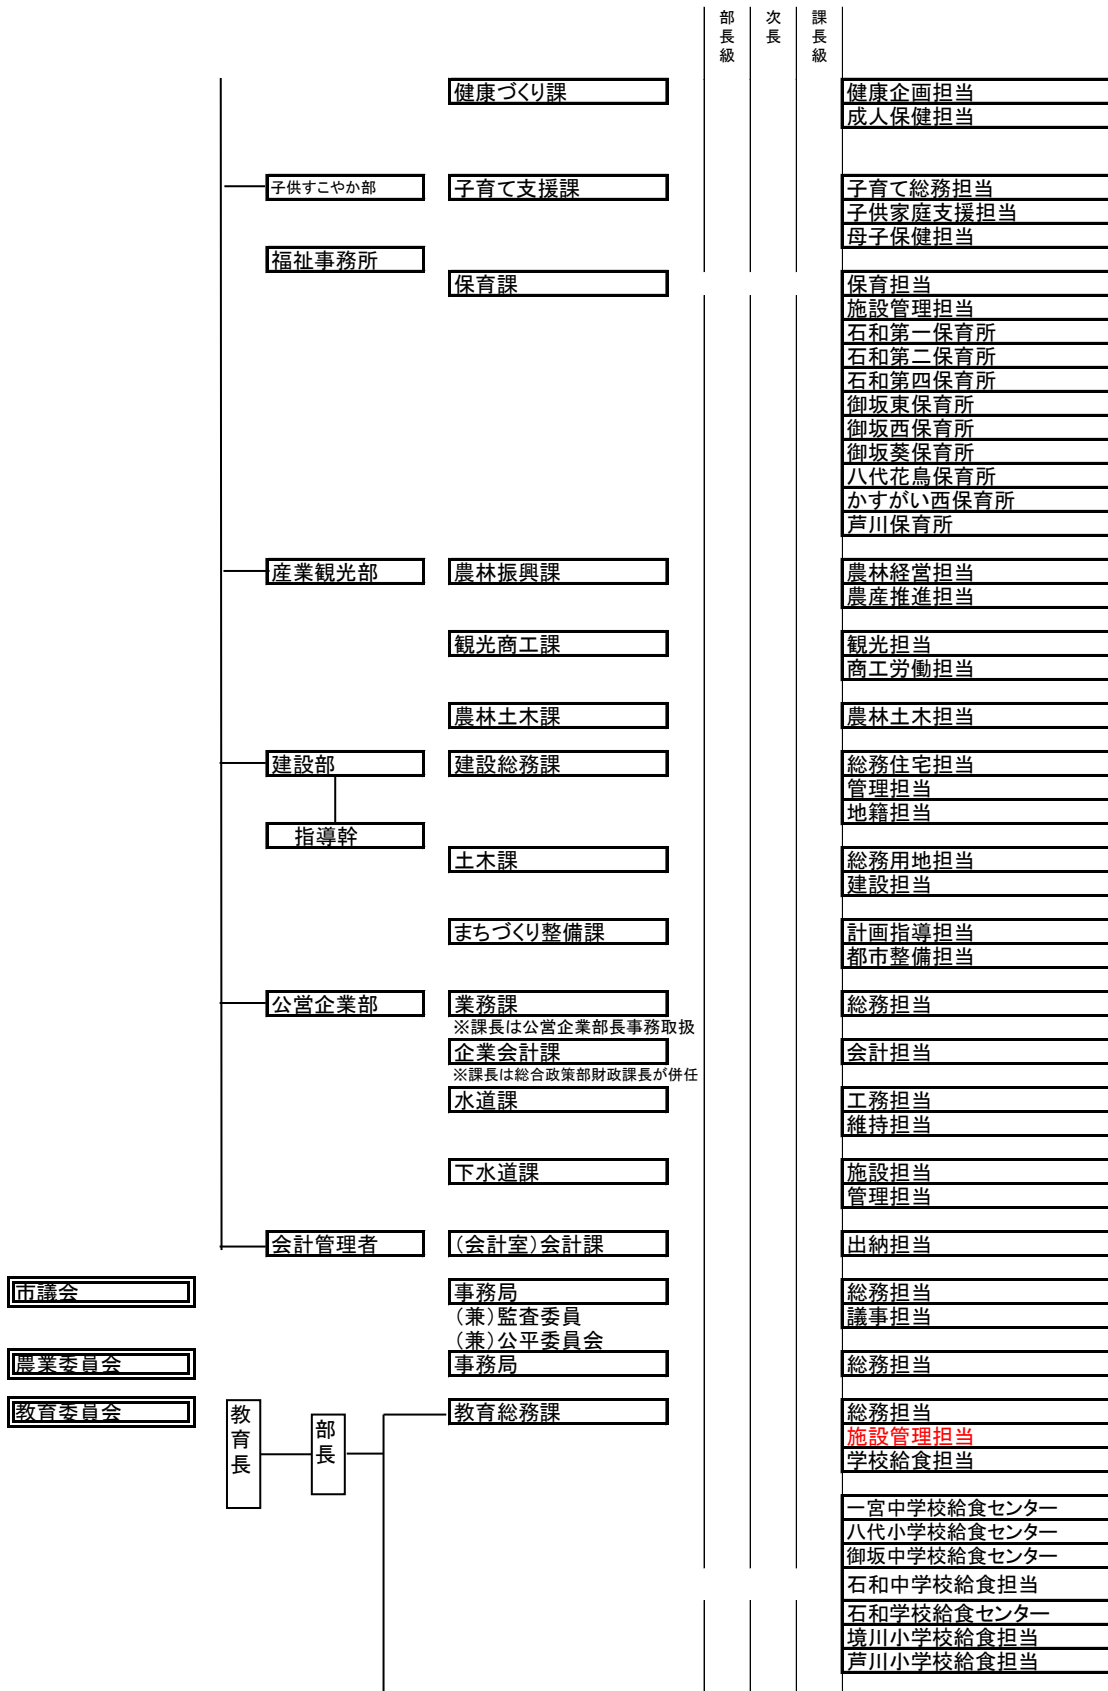 部長級
次長
課長級
健康づくり課
健康企画担当
成人保健担当
子供すこやか部
子育て支援課
子育て総務担当
子供家庭支援担当
母子保健担当
福祉事務所
保育課
保育担当
施設管理担当
石和第一保育所
石和第二保育所
石和第四保育所
御坂東保育所
御坂西保育所
御坂葵保育所
八代花鳥保育所
かすがい西保育所
芦川保育所
産業観光部
農林振興課
農林経営担当
農産推進担当
観光商工課
観光担当
商工労働担当
農林土木課
農林土木担当
建設部
建設総務課
総務住宅担当
管理担当
地籍担当
指導幹
土木課
総務用地担当
建設担当
まちづくり整備課
計画指導担当
都市整備担当
公営企業部
業務課
総務担当
※課長は公営企業部長事務取扱
企業会計課
会計担当
※課長は総合政策部財政課長が併任
水道課
工務担当
維持担当
下水道課
施設担当
管理担当
会計管理者
(会計室)会計課
出納担当
市議会
事務局
総務担当
(兼)監査委員
議事担当
(兼)公平委員会
農業委員会
事務局
総務担当
教育委員会
教育長
部長
教育総務課
総務担当
施設管理担当
学校給食担当
一宮中学校給食センター
八代小学校給食センター
御坂中学校給食センター
石和中学校給食担当
石和学校給食センター
境川小学校給食担当
芦川小学校給食担当